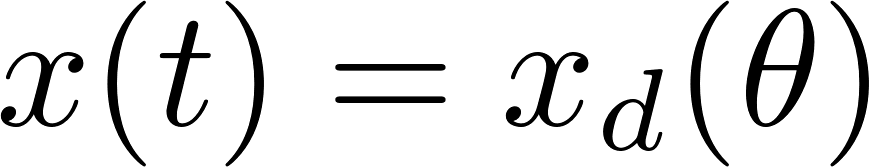 x(t) = x_d(θ)